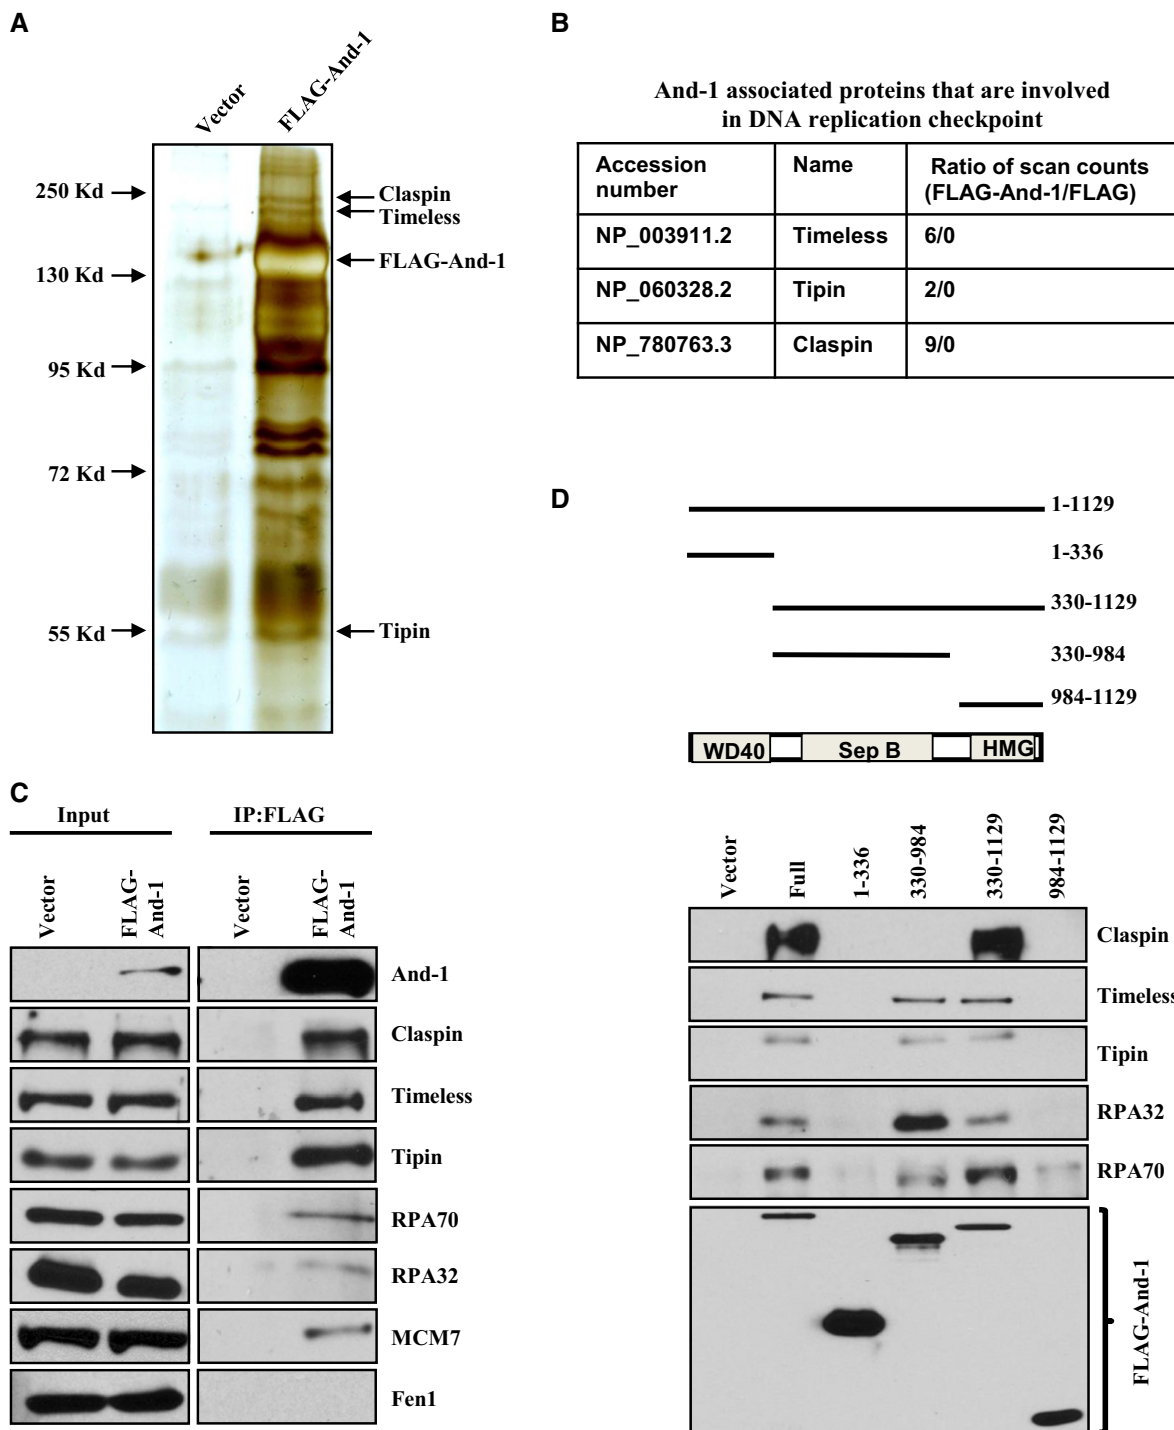 A
Vector
FLAG-And-1
250 Kd
130 Kd
95 Kd
72 Kd
55 Kd
Claspin
Timeless
FLAG-And-1
Tipin
B
And-1 associated proteins that are involved
in DNA replication checkpoint
Accession number
Name
Ratio of scan counts (FLAG-And-1/FLAG)
NP_003911.2
Timeless
6/0
NP_060328.2
Tipin
2/0
NP_780763.3
Claspin
9/0
C
Input
IP:FLAG
Vector
FLAG-
And-1
Vector
FLAG-
And-1
And-1
Claspin
Timeless
Tipin
RPA70
RPA32
MCM7
Fen1
D
1-1129
1-336
330-1129
330-984
984-1129
WD40
Sep B
HMG
Vector
Full
1-336
330-984
330-1129
984-1129
Claspin
Timeless
Tipin
RPA32
RPA70
FLAG-And-1